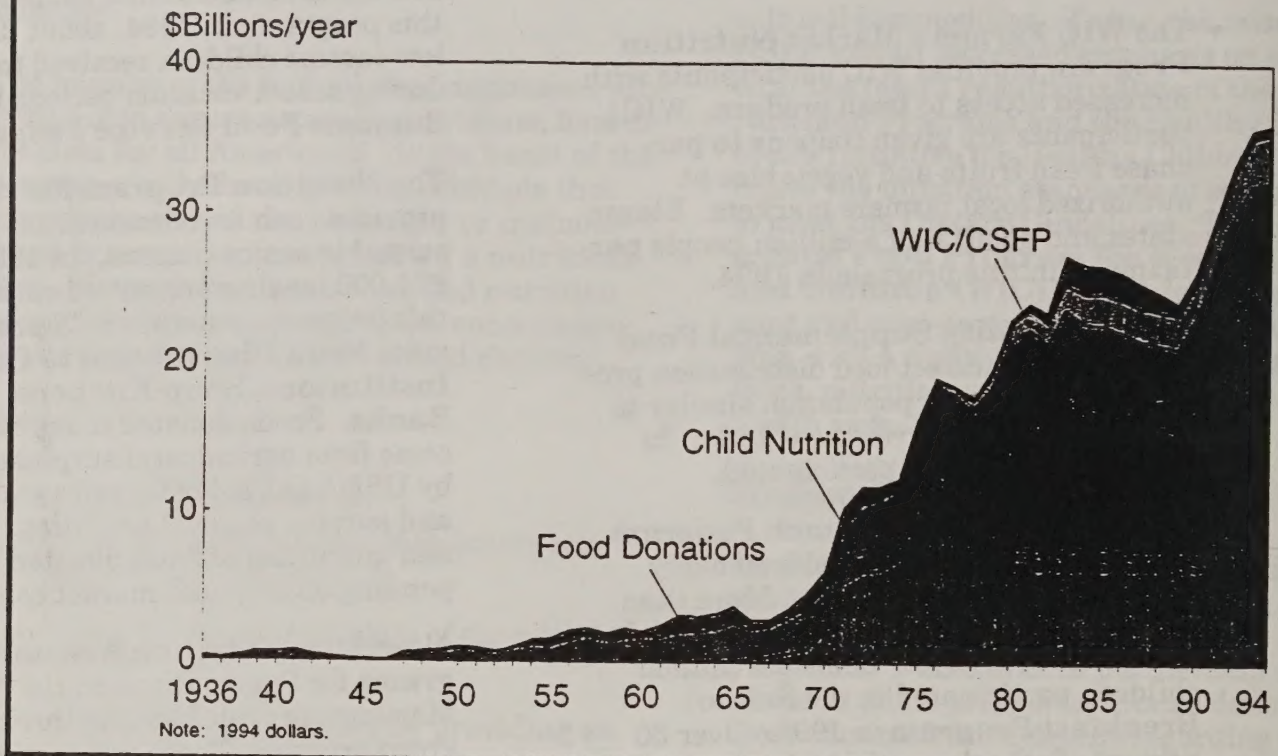 $Billions/year
40
30
20
10
0
WIC/CSFP
Child Nutrition
Food Donations
1936 40 45 50 55 60 65 70 75 80 85 90 94
Note: 1994 dollars.